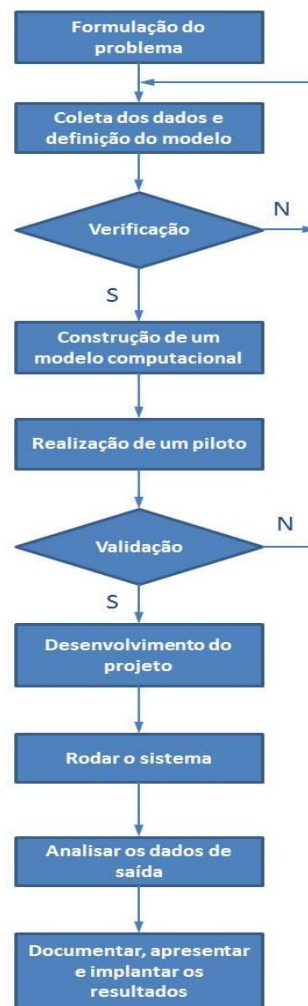 Formulação do
problema
Coleta dos dados e
definição do modelo
Verificação
N
S
Construção de um
modelo computacional
Realização de um piloto
Validação
N
S
Desenvolvimento do
projeto
Rodar o sistema
Analisar os dados de
saída
Documentar, apresentar
e implantar os
resultados